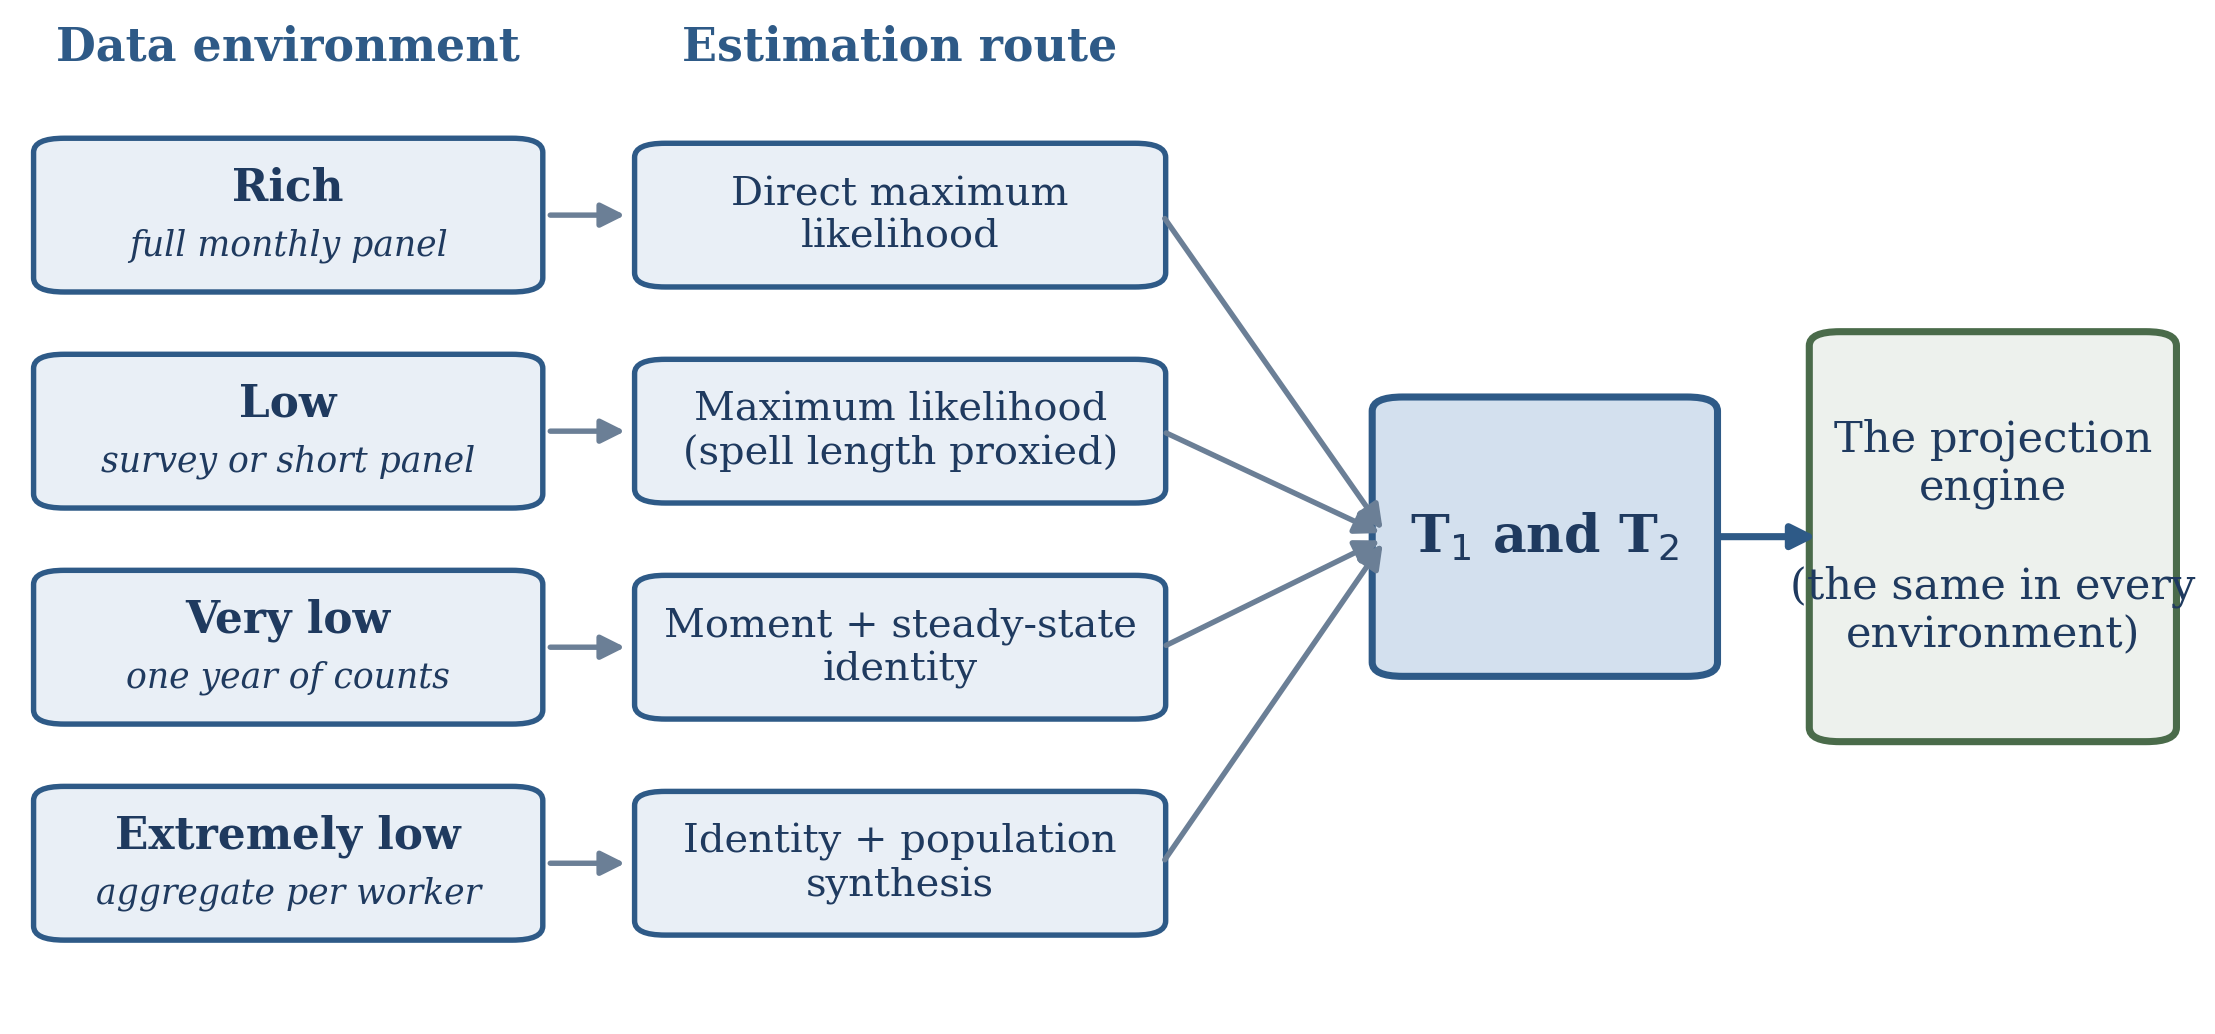 Data environment
Estimation route
Rich
full monthly panel
Direct maximum
likelihood
Low
survey or short panel
Maximum likelihood
(spell length proxied)
Very low
one year of counts
Moment + steady-state
identity
Extremely low
aggregate per worker
Identity + population
synthesis
T₁ and T₂
The projection
engine
(the same in every
environment)